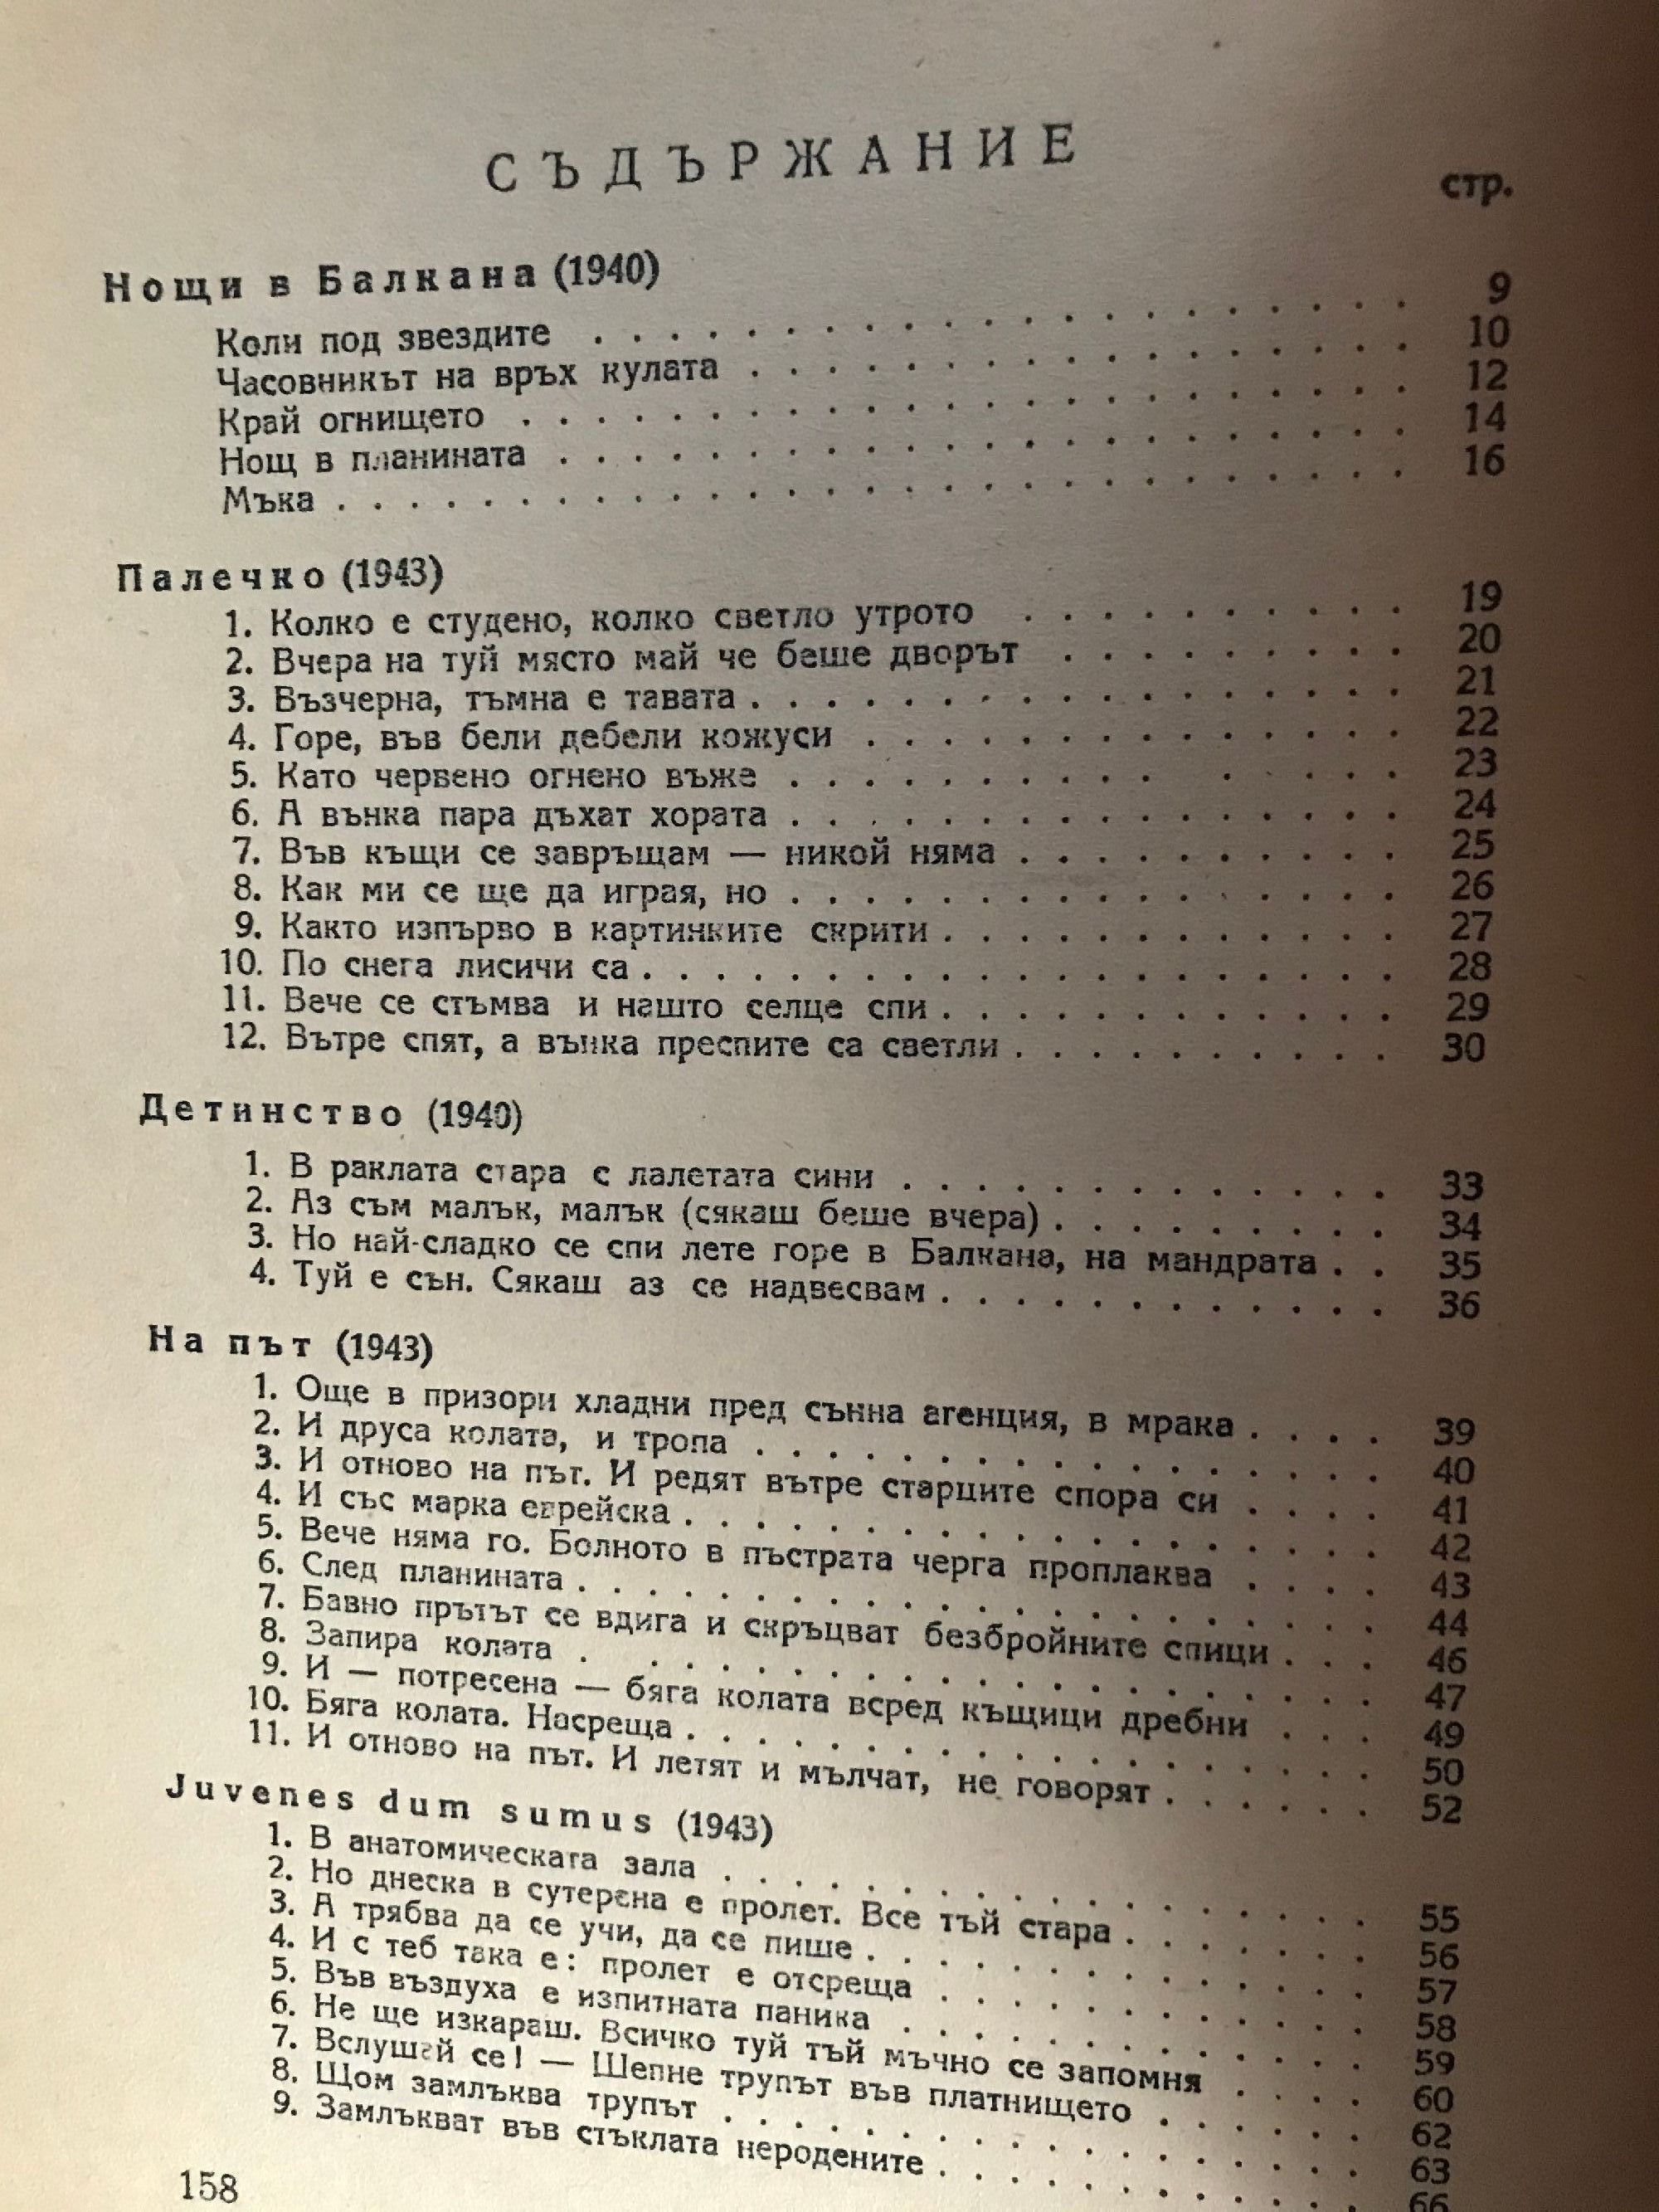 СЪДЪРЖАНИЕ
стр.
Нощи в Балкана (1940)
Коли под звездите . . . . . . . . . . 9
Часовникът на връх кулата . . . . . . . . . . 10
Край огнището . . . . . . . . . . 12
Нощ в планината . . . . . . . . . . 14
Мъка . . . . . . . . . . 16
Палечко (1943)
1. Колко е студено, колко светло утрото . . . . . . . . . . 19
2. Вчера на туй място май че беше дворът . . . . . . . . . 20
3. Възчерна, тъмна е тавата . . . . . . . . . . 21
4. Горе, във бели дебели кожуси . . . . . . . . . . 22
5. Като червено огнено въже . . . . . . . . . . 23
6. А вънка пара дъхат хората . . . . . . . . . . 24
7. Във къщи се завръщам — никой няма . . . . . . . . . . 25
8. Как ми се ще да играя, но . . . . . . . . . . 26
9. Както изпърво в картинките скрити . . . . . . . . . . 27
10. По снега лисичи са . . . . . . . . . . 28
11. Вече се стъмва и нашто селце спи . . . . . . . . . . 29
12. Вътре спят, а вънка преспите са светли . . . . . . . . . . 30
Детинство (1940)
1. В раклата стара с лалетата сини . . . . . . . . . . 33
2. Аз съм малък, малък (сякаш беше вчера) . . . . . . . . . 34
3. Но най-сладко се спи лете горе в Балкана, на мандрата . . 35
4. Туй е сън. Сякаш аз се надвесвам . . . . . . . . . . 36
На път (1943)
1. Още в призори хладни пред сънна агенция, в мрака . . . . 39
2. И друса колата, и тропа . . . . . . . . . . 40
3. И отново на път. И редят вътре старците спора си . . . . 41
4. И със марка еврейска . . . . . . . . . . 42
5. Вече няма го. Болното в пъстрата черга проплаква . . . . 43
6. След планината . . . . . . . . . . 44
7. Бавно прътът се вдига и скръцват безбройните спици . . . 46
8. Запира колата . . . . . . . . . . 47
9. И — потресена — бяга колата всред къщици дребни . . . 49
10. Бяга колата. Насреща . . . . . . . . . . 50
11. И отново на път. И летят и мълчат, не говорят . . . . . . 52
Juvenes dum sumus (1943)
1. В анатомическата зала . . . . . . . . . . 55
2. Но днеска в сутерена е пролет. Все тъй стара . . . . . . . 56
3. А трябва да се учи, да се пише . . . . . . . . . . 57
4. И с теб така е: пролет е отсреща . . . . . . . . . . 58
5. Във въздуха е изпитната паника . . . . . . . . . . 59
6. Не ще изкараш. Всичко туй тъй мъчно се запомня . . . . 60
7. Вслушай се! — Шепне трупът във платнището . . . . . . 62
8. Щом замлъква трупът . . . . . . . . . . 63
9. Замлъкват във стъклата неродените . . . . . . . . . . 66
158